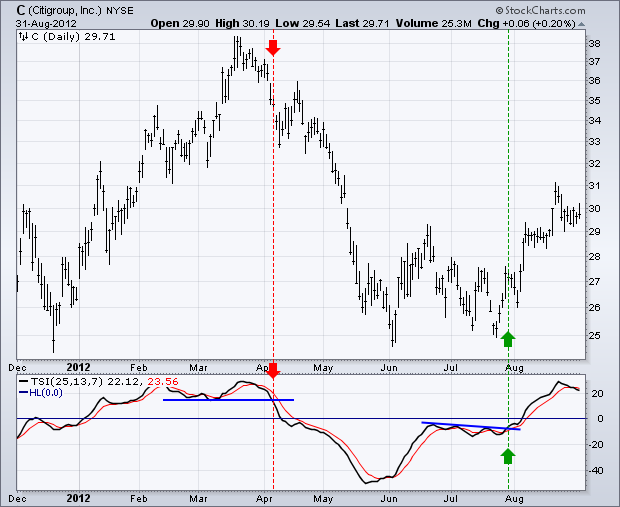 C (Citigroup, Inc.) NYSE
© StockCharts.com
31-Aug-2012
Open 29.90 High 30.19 Low 29.54 Last 29.71 Volume 25.3M Chg +0.06 (+0.20%)
C (Daily) 29.71
38
37
36
35
34
33
32
31
30
29
28
27
26
25
Dec 2012 Feb Mar Apr May Jun Jul Aug
TSI(25,13,7) 22.12, 23.56
HL(0.0)
20
0
-20
-40
Dec 2012 Feb Mar Apr May Jun Jul Aug